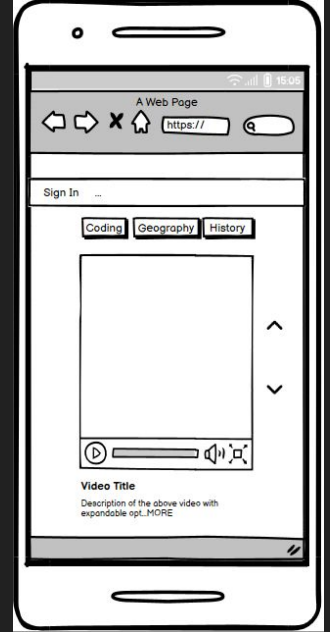 15:05
A Web Page
https://
Sign In ...
Coding Geography History
Video Title
Description of the above video with
expandable opt...MORE